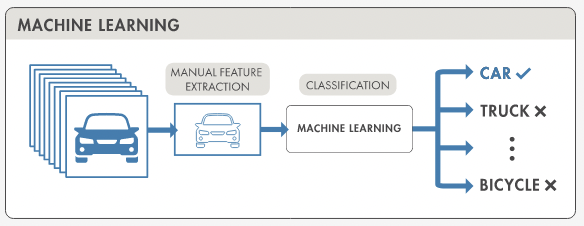 MACHINE LEARNING
MANUAL FEATURE
EXTRACTION
CLASSIFICATION
MACHINE LEARNING
CAR ✓
TRUCK ✕
⋮
BICYCLE ✕